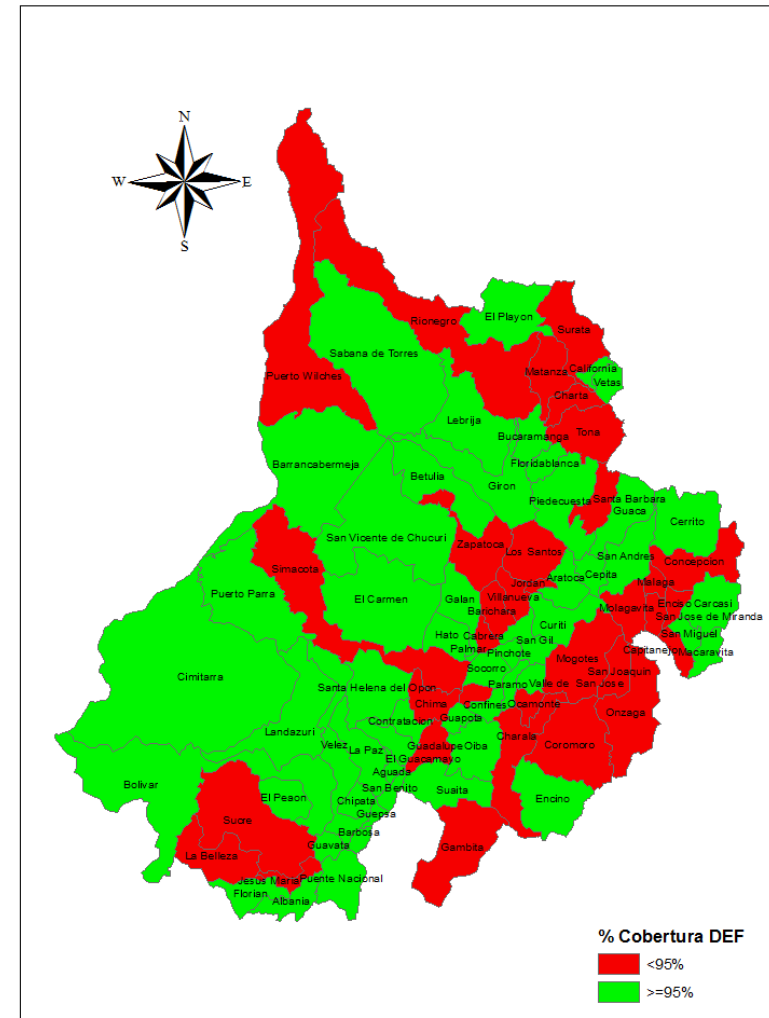 N
W E
S
El Playon
Rionegro
Surata
Sabana de Torres
Matanza
California
Puerto Wilches
Vetas
Charta
Lebrija
Tona
Bucaramanga
Barrancabermeja
Floridablanca
Betulia
Giron
Piedecuesta
Santa Barbara
Guaca
Cerrito
San Vicente de Chucuri
Zapatoca
Los Santos
San Andres
Concepcion
Simacota
Aratoca
Cepita
Malaga
Jordan
Puerto Parra
El Carmen
Villanueva
Galan
Barichara
Enciso
Carcasi
Molagavita
San Jose de Miranda
Curiti
Hato
Cabrera
San Gil
San Miguel
Palmar
Pinchote
Capitanejo
Macaravita
Mogotes
Socorro
San Joaquin
Cimitarra
Paramo
Valle de San Jose
Santa Helena del Opon
Chima
Confines
Ocamonte
Onzaga
Contratacion
Guapota
Landazuri
Charala
Velez
La Paz
Guadalupe
Oiba
Coromoro
El Guacamayo
Aguada
Bolivar
San Benito
Suaita
El Peaon
Chipata
Encino
Guepsa
Sucre
Barbosa
Guavata
Gambita
La Belleza
Jesus Maria
Puente Nacional
Florian
Albania
% Cobertura DEF
<95%
>=95%